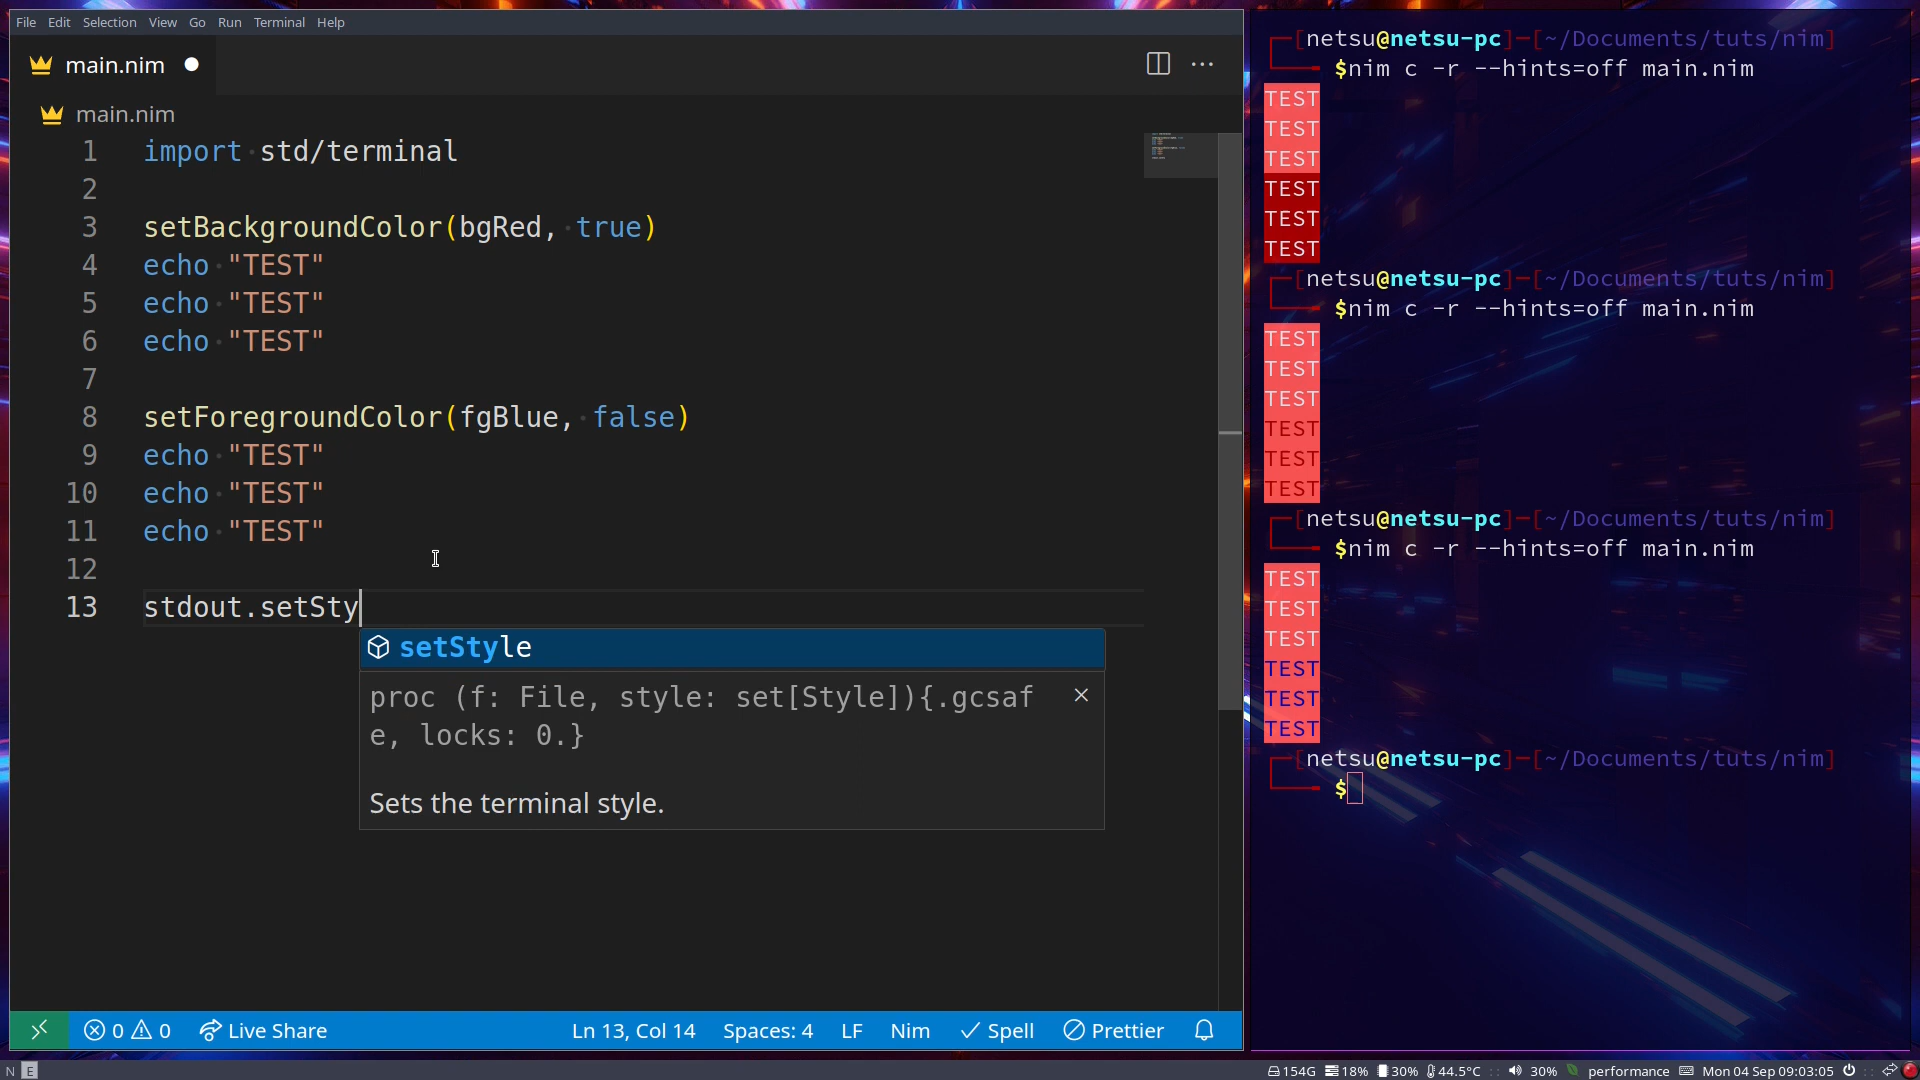 File Edit Selection View Go Run Terminal Help
main.nim
main.nim
1 import std/terminal
2
3 setBackgroundColor(bgRed, true)
4 echo "TEST"
5 echo "TEST"
6 echo "TEST"
7
8 setForegroundColor(fgBlue, false)
9 echo "TEST"
10 echo "TEST"
11 echo "TEST"
12
13 stdout.setSty
setStyle
proc (f: File, style: set[Style]){.gcsaf
e, locks: 0.}
Sets the terminal style.
0 0 Live Share Ln 13, Col 14 Spaces: 4 LF Nim Spell Prettier
[netsu@netsu-pc]-[~/Documents/tuts/nim]
$nim c -r --hints=off main.nim
TEST
TEST
TEST
TEST
TEST
TEST
[netsu@netsu-pc]-[~/Documents/tuts/nim]
$nim c -r --hints=off main.nim
TEST
TEST
TEST
TEST
TEST
TEST
[netsu@netsu-pc]-[~/Documents/tuts/nim]
$nim c -r --hints=off main.nim
TEST
TEST
TEST
TEST
TEST
TEST
[netsu@netsu-pc]-[~/Documents/tuts/nim]
$
N E 154G 18% 30% 44.5°C :: 30% performance Mon 04 Sep 09:03:05 ::